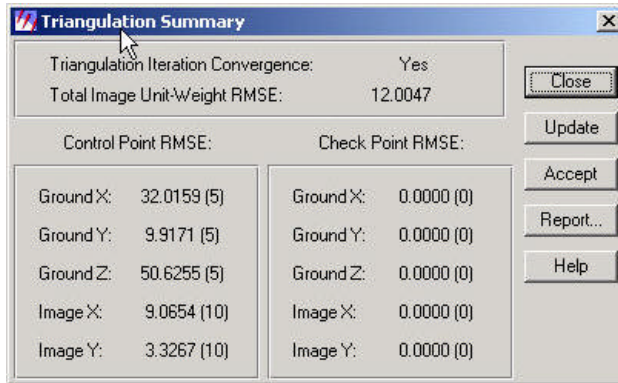 Triangulation Summary
Triangulation Iteration Convergence: Yes
Total Image Unit-Weight RMSE: 12.0047
Control Point RMSE:
Ground X: 32.0159 (5)
Ground Y: 9.9171 (5)
Ground Z: 50.6255 (5)
Image X: 9.0654 (10)
Image Y: 3.3267 (10)
Check Point RMSE:
Ground X: 0.0000 (0)
Ground Y: 0.0000 (0)
Ground Z: 0.0000 (0)
Image X: 0.0000 (0)
Image Y: 0.0000 (0)
Close
Update
Accept
Report...
Help